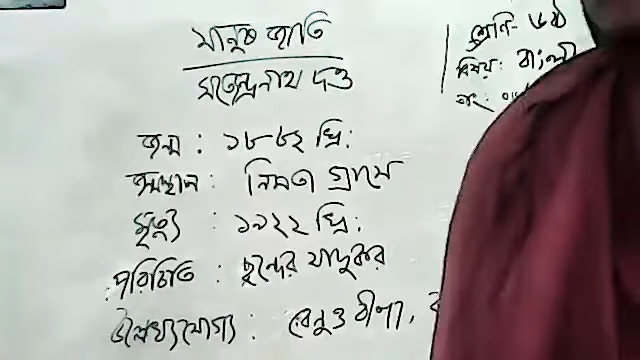 মানুষ জাতি
সত্যেন্দ্রনাথ দত্ত
শ্রেণি- ৬ষ্ঠ
বিষয়: বাংলা
তাং:
জন্ম : ১৮৮২ খ্রি:
জন্মস্থান : নিমতা গ্রামে
মৃত্যু : ১৯২২ খ্রি:
পরিচিতি : ছন্দের যাদুকর
উল্লেখযোগ্য : বেনু ও বীণা,